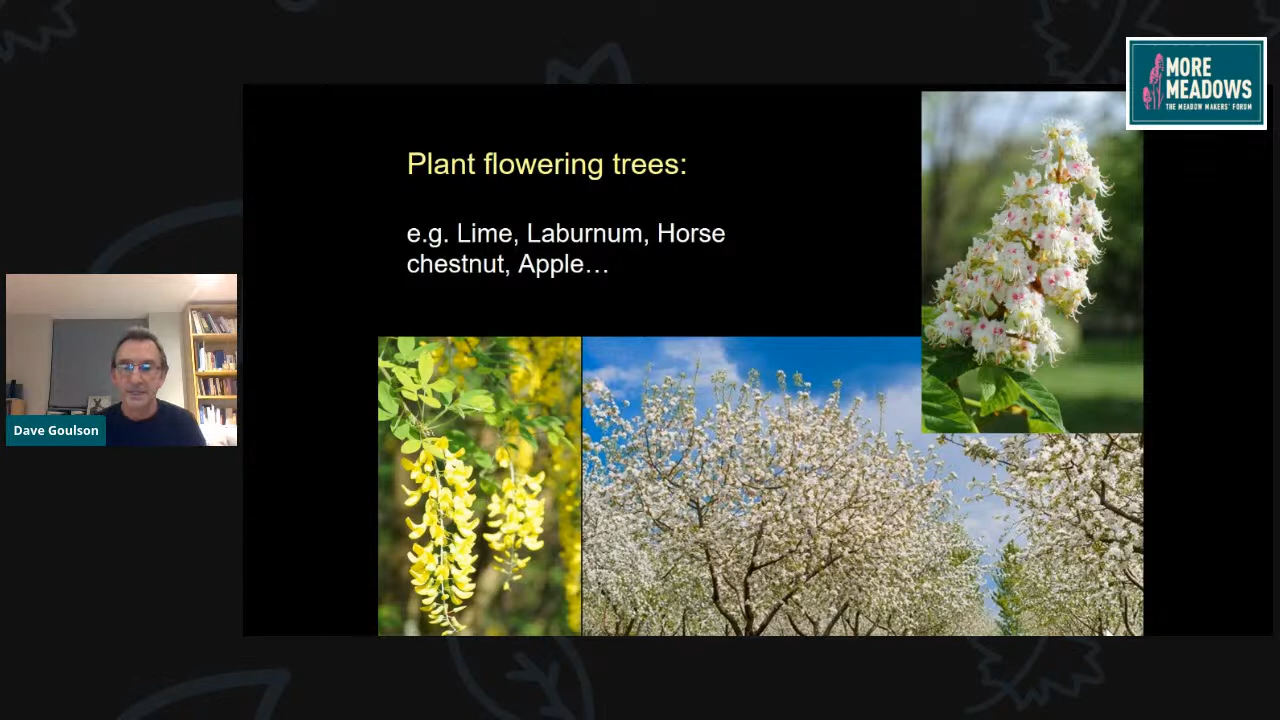 MORE
MEADOWS
THE MEADOW MAKERS' FORUM
Plant flowering trees:
e.g. Lime, Laburnum, Horse
chestnut, Apple…
Dave Goulson